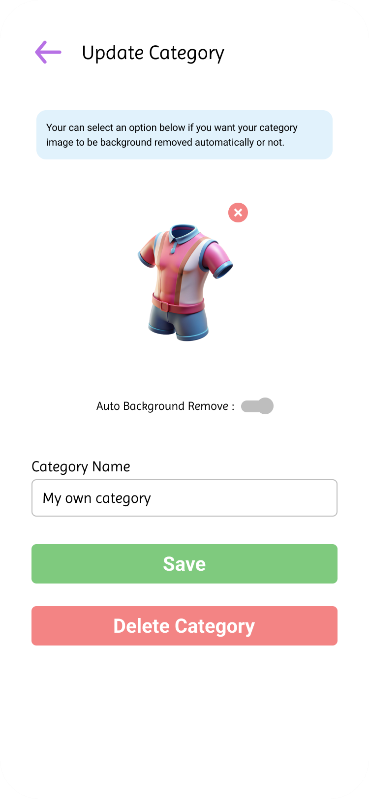 Update Category
Your can select an option below if you want your category
image to be background removed automatically or not.
Auto Background Remove :
Category Name
My own category
Save
Delete Category